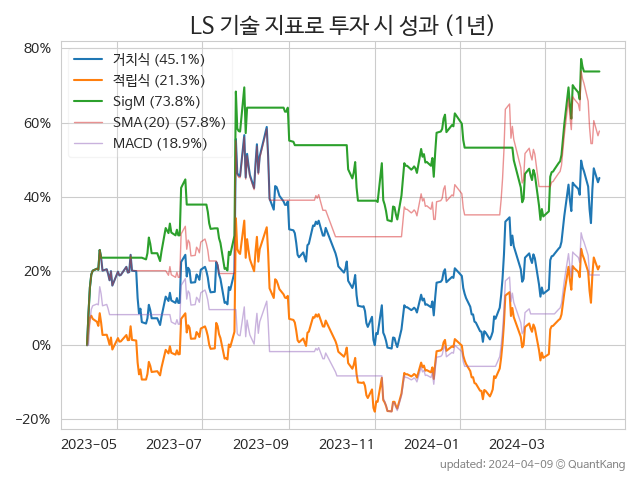 LS 기술 지표로 투자 시 성과 (1년)
80%
60%
40%
20%
0%
−20%
거치식 (45.1%)
적립식 (21.3%)
SigM (73.8%)
SMA(20) (57.8%)
MACD (18.9%)
2023-05
2023-07
2023-09
2023-11
2024-01
2024-03
updated: 2024-04-09 © QuantKang